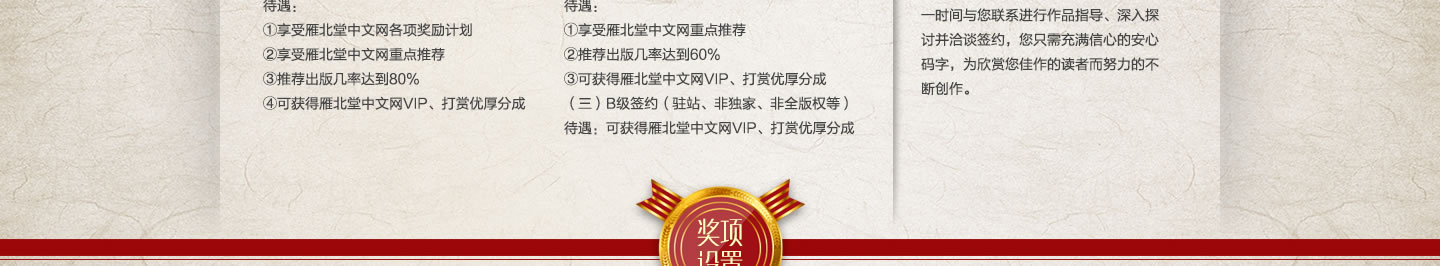 待遇：
①享受雁北堂中文网各项奖励计划
②享受雁北堂中文网重点推荐
③推荐出版几率达到80%
④可获得雁北堂中文网VIP、打赏优厚分成
待遇：
①享受雁北堂中文网重点推荐
②推荐出版几率达到60%
③可获得雁北堂中文网VIP、打赏优厚分成
（三）B级签约（驻站、非独家、非全版权等）
待遇：可获得雁北堂中文网VIP、打赏优厚分成
一时间与您联系进行作品指导、深入探
讨并洽谈签约，您只需充满信心的安心
码字，为欣赏您佳作的读者而努力的不
断创作。
奖项
设置